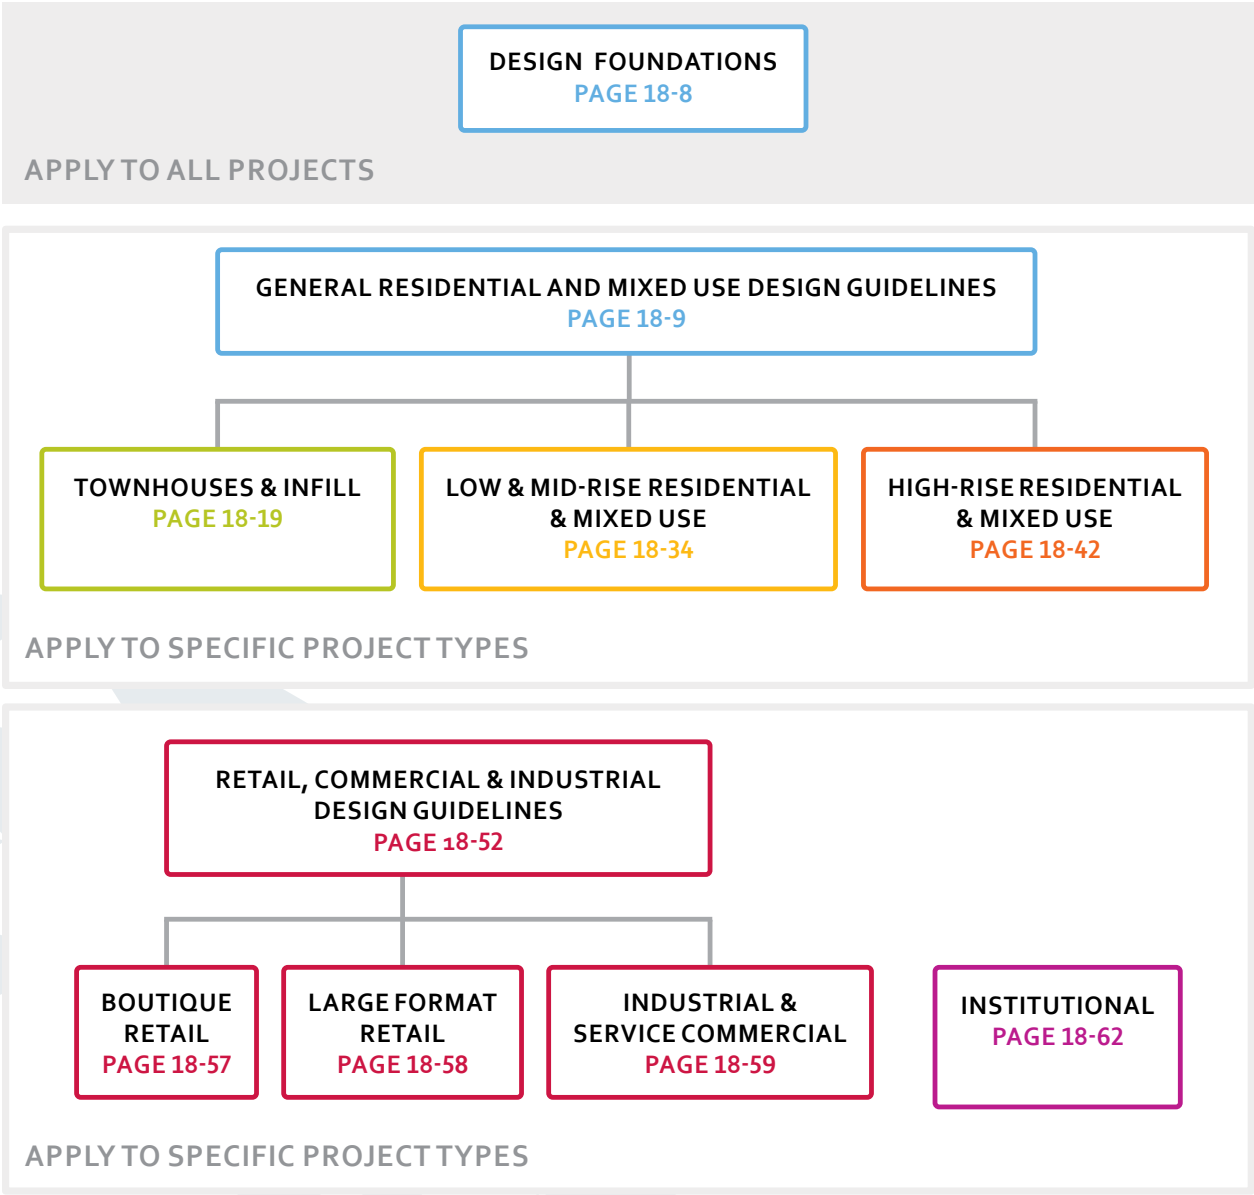 DESIGN FOUNDATIONS
PAGE 18-8
APPLY TO ALL PROJECTS
GENERAL RESIDENTIAL AND MIXED USE DESIGN GUIDELINES
PAGE 18-9
TOWNHOUSES & INFILL
PAGE 18-19
LOW & MID-RISE RESIDENTIAL
& MIXED USE
PAGE 18-34
HIGH-RISE RESIDENTIAL
& MIXED USE
PAGE 18-42
APPLY TO SPECIFIC PROJECT TYPES
RETAIL, COMMERCIAL & INDUSTRIAL
DESIGN GUIDELINES
PAGE 18-52
BOUTIQUE
RETAIL
PAGE 18-57
LARGE FORMAT
RETAIL
PAGE 18-58
INDUSTRIAL &
SERVICE COMMERCIAL
PAGE 18-59
INSTITUTIONAL
PAGE 18-62
APPLY TO SPECIFIC PROJECT TYPES